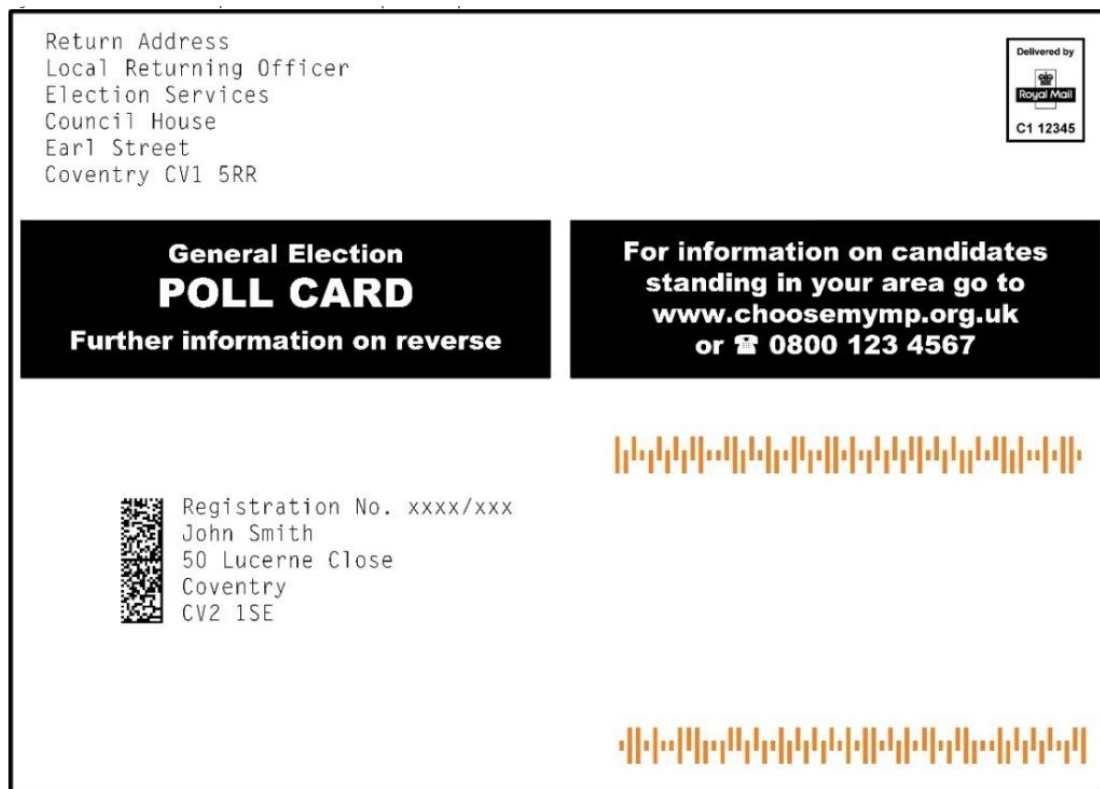 Return Address
Local Returning Officer
Election Services
Council House
Earl Street
Coventry CV1 5RR
Delivered by
Royal Mail
C1 12345
General Election
POLL CARD
Further information on reverse
For information on candidates
standing in your area go to
www.choosemymp.org.uk
or ☎ 0800 123 4567
Registration No. xxxx/xxx
John Smith
50 Lucerne Close
Coventry
CV2 1SE